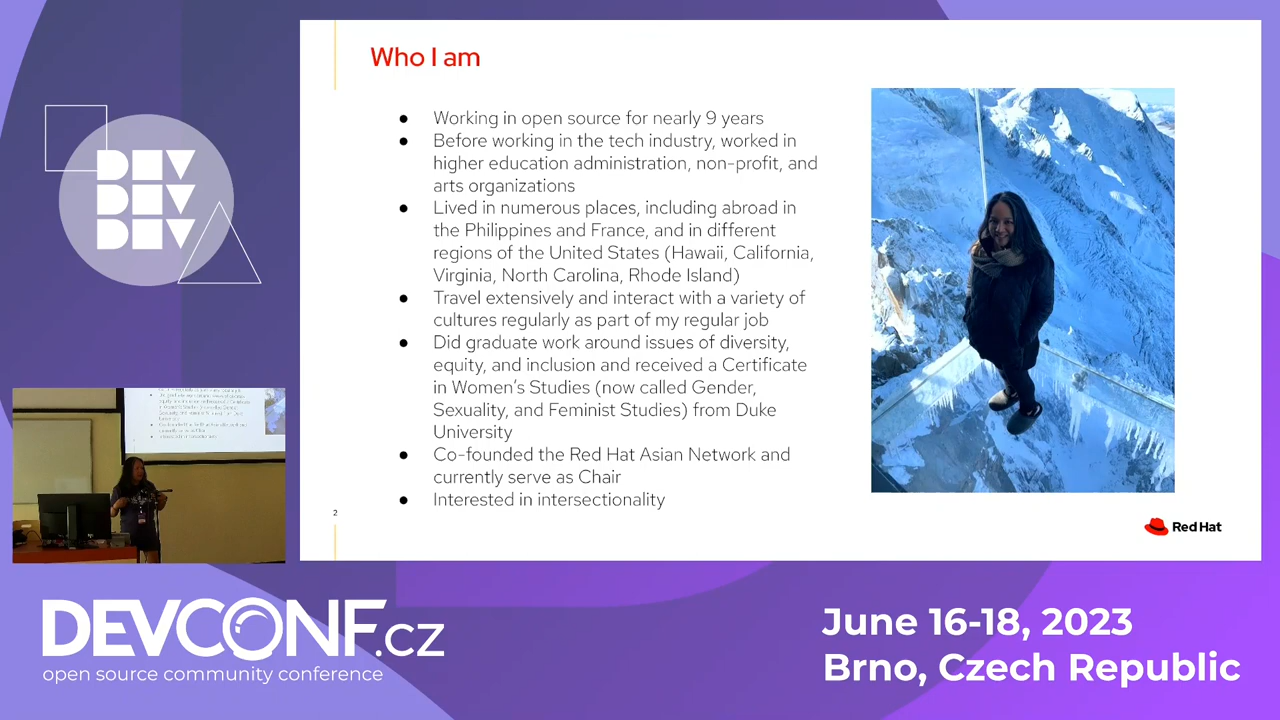 Who I am
● Working in open source for nearly 9 years
● Before working in the tech industry, worked in
higher education administration, non-profit, and
arts organizations
● Lived in numerous places, including abroad in
the Philippines and France, and in different
regions of the United States (Hawaii, California,
Virginia, North Carolina, Rhode Island)
● Travel extensively and interact with a variety of
cultures regularly as part of my regular job
● Did graduate work around issues of diversity,
equity, and inclusion and received a Certificate
in Women's Studies (now called Gender,
Sexuality, and Feminist Studies) from Duke
University
● Co-founded the Red Hat Asian Network and
currently serve as Chair
● Interested in intersectionality
2
Red Hat
DEV
DEV
DEV
DEVCONF.cz
open source community conference
June 16-18, 2023
Brno, Czech Republic